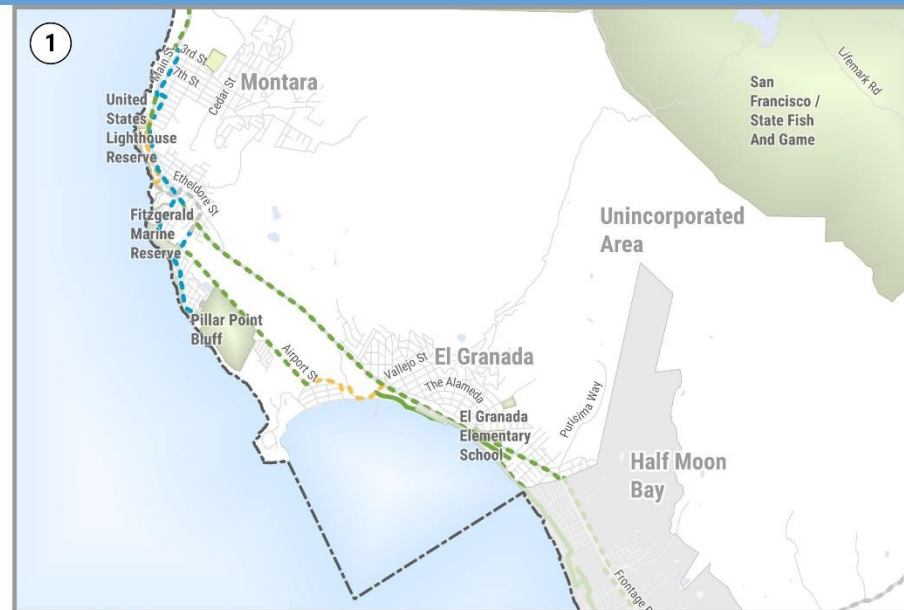 1
3rd St
Main St
7th St
Cedar St
Montara
United
States
Lighthouse
Reserve
San
Francisco /
State Fish
And Game
Lifemark Rd
Etheldore St
Fitzgerald
Marine
Reserve
Unincorporated
Area
Pillar Point
Bluff
Airport St
Vallejo St
El Granada
The Alameda
El Granada
Elementary
School
Purisima Way
Half Moon
Bay
Frontage